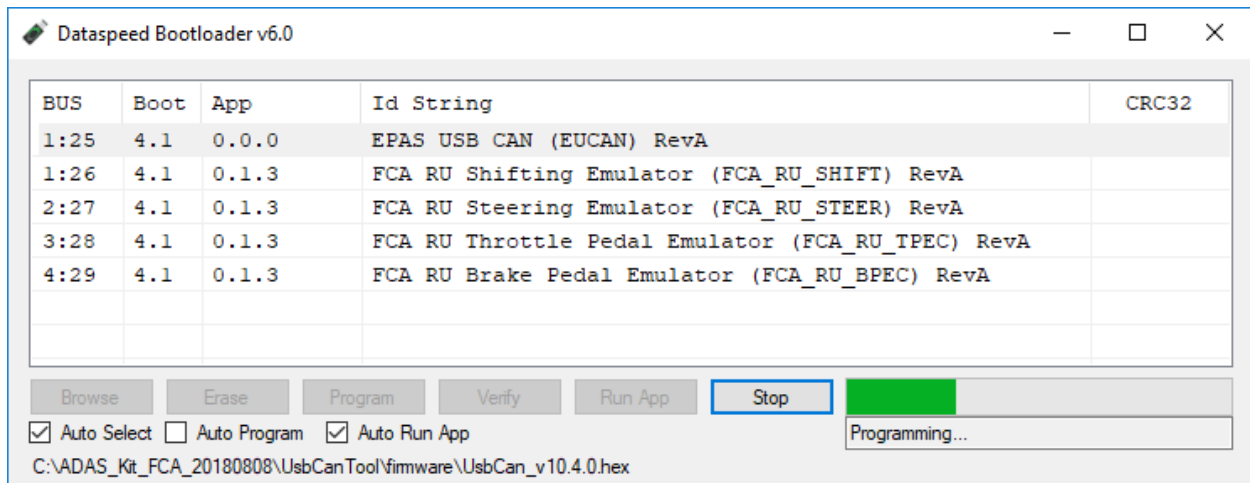 Dataspeed Bootloader v6.0
BUS Boot App Id String CRC32
1:25 4.1 0.0.0 EPAS USB CAN (EUCAN) RevA
1:26 4.1 0.1.3 FCA RU Shifting Emulator (FCA_RU_SHIFT) RevA
2:27 4.1 0.1.3 FCA RU Steering Emulator (FCA_RU_STEER) RevA
3:28 4.1 0.1.3 FCA RU Throttle Pedal Emulator (FCA_RU_TPEC) RevA
4:29 4.1 0.1.3 FCA RU Brake Pedal Emulator (FCA_RU_BPEC) RevA
Browse Erase Program Verify Run App Stop
Auto Select Auto Program Auto Run App Programming...
C:\ADAS_Kit_FCA_20180808\UsbCanTool\firmware\UsbCan_v10.4.0.hex